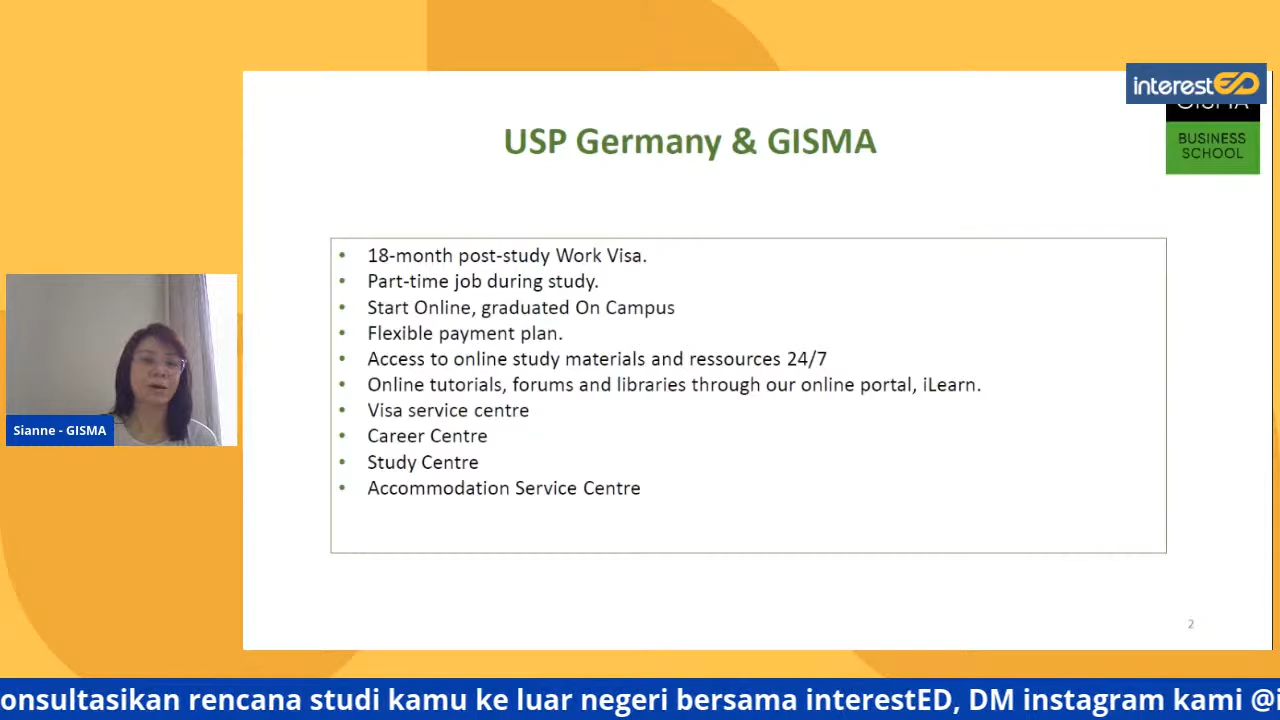 interestED
GISMA
BUSINESS
SCHOOL
USP Germany & GISMA
• 18-month post-study Work Visa.
• Part-time job during study.
• Start Online, graduated On Campus
• Flexible payment plan.
• Access to online study materials and ressources 24/7
• Online tutorials, forums and libraries through our online portal, iLearn.
• Visa service centre
• Career Centre
• Study Centre
• Accommodation Service Centre
Sianne - GISMA
2
onsultasikan rencana studi kamu ke luar negeri bersama interestED, DM instagram kami @i